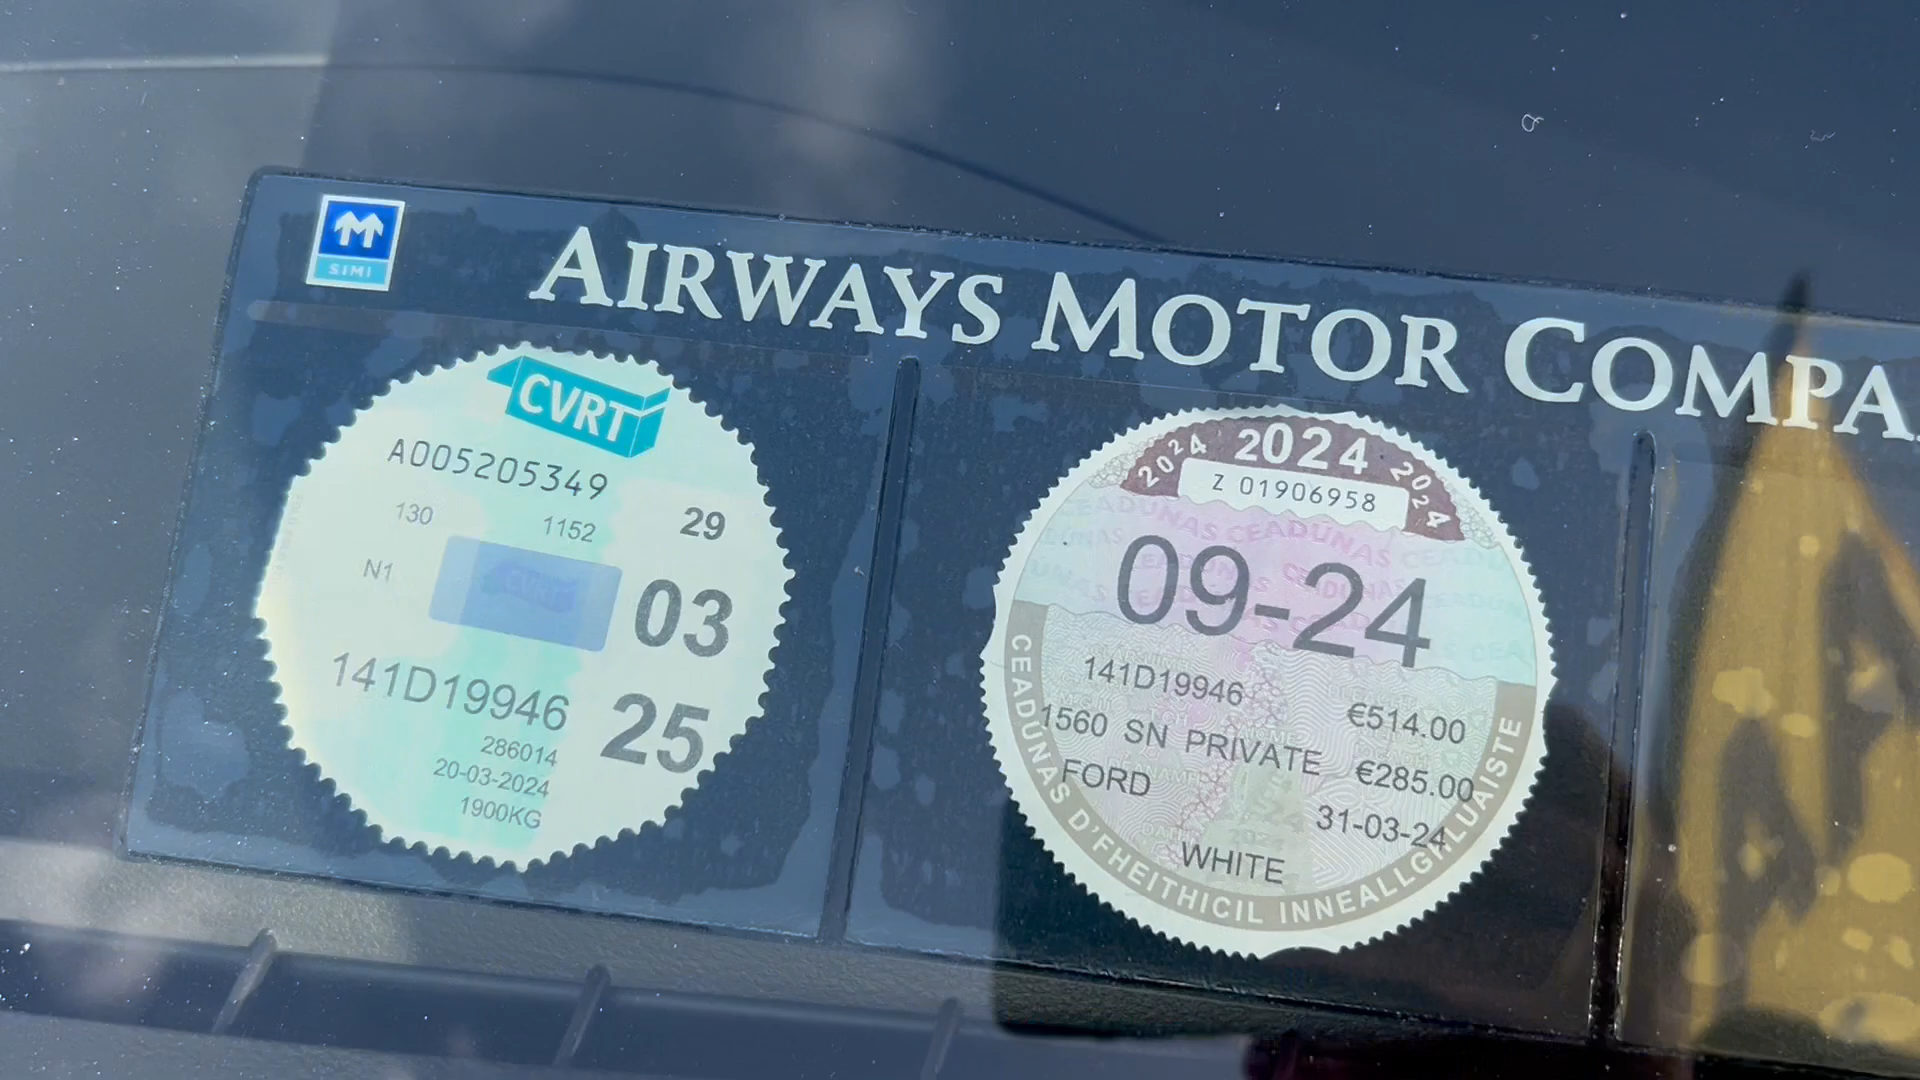 SIMI
AIRWAYS MOTOR COMPA
CVRT
A005205349
130 1152 29
N1 03
141D19946 25
286014
20-03-2024
1900KG
2024 2024 2024
Z 01906958
CEADÚNAS CEADÚNAS
09-24
141D19946 €514.00
1560 SN PRIVATE €285.00
FORD 31-03-24
WHITE
CEADÚNAS D'FHEITHICIL INNEALLGHLUAISTE